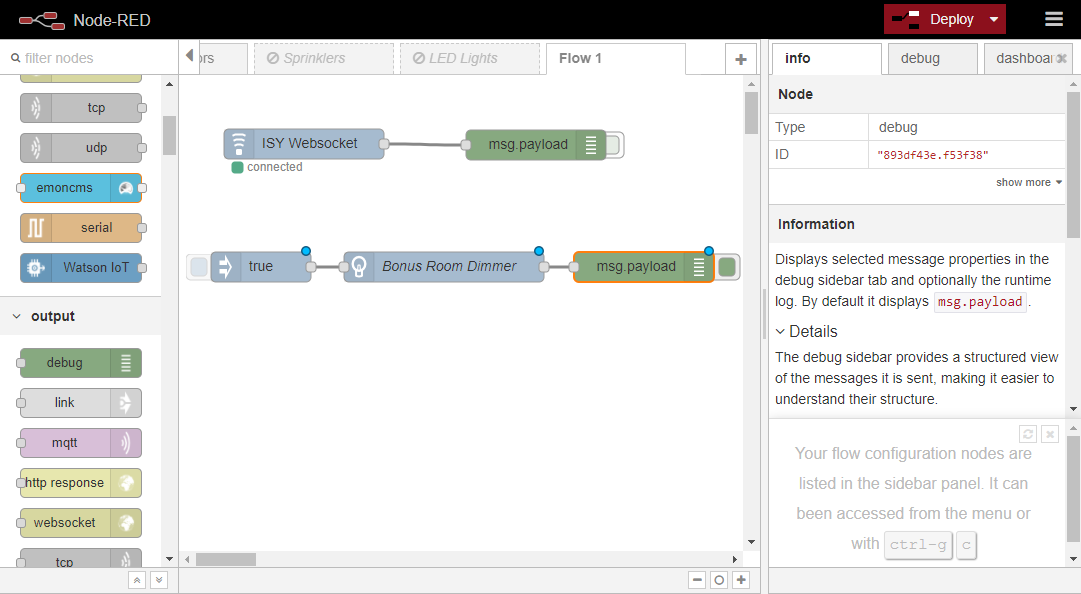 Node-RED
Deploy
filter nodes
tcp
udp
emoncms
serial
Watson IoT
output
debug
link
mqtt
http response
websocket
tcp
ors
Sprinklers
LED Lights
Flow 1
ISY Websocket
msg.payload
connected
true
Bonus Room Dimmer
msg.payload
info
debug
dashboar
Node
Type
debug
ID
"893df43e.f53f38"
show more
Information
Displays selected message properties in the
debug sidebar tab and optionally the runtime
log. By default it displays msg.payload.
Details
The debug sidebar provides a structured view
of the messages it is sent, making it easier to
understand their structure.
Your flow configuration nodes are
listed in the sidebar panel. It can
been accessed from the menu or
with ctrl-g c